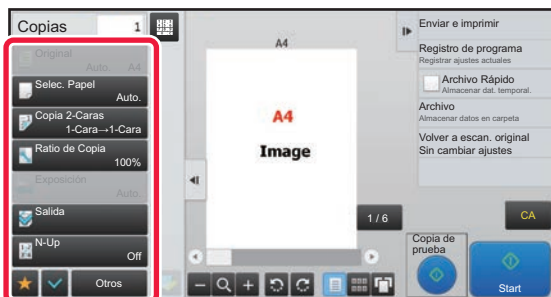 Copias
1
Original
Auto. A4
Selec. Papel
Auto.
Copia 2-Caras
1-Cara→1-Cara
Ratio de Copia
100%
Exposición
Auto.
Salida
N-Up
Off
Otros
A4
A4
Image
1 / 6
Enviar e imprimir
Registro de programa
Registrar ajustes actuales
Archivo Rápido
Almacenar dat. temporal.
Archivo
Almacenar datos en carpeta
Volver a escan. original
Sin cambiar ajustes
CA
Copia de
prueba
Start